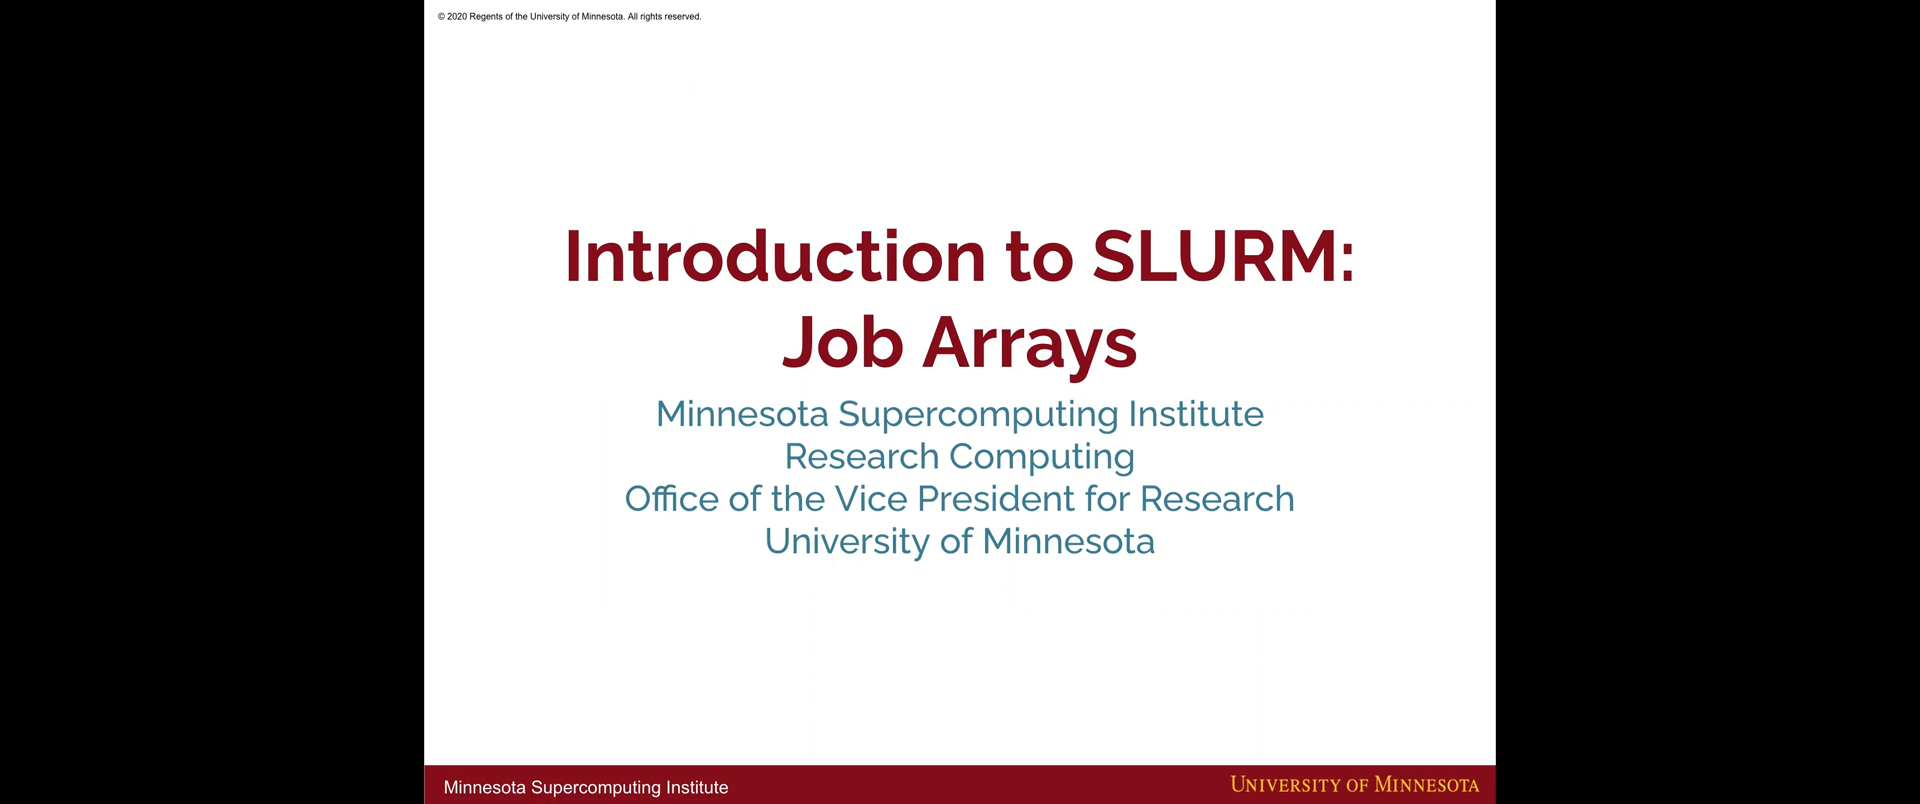 © 2020 Regents of the University of Minnesota. All rights reserved.
Introduction to SLURM:
Job Arrays
Minnesota Supercomputing Institute
Research Computing
Office of the Vice President for Research
University of Minnesota
Minnesota Supercomputing Institute
UNIVERSITY OF MINNESOTA